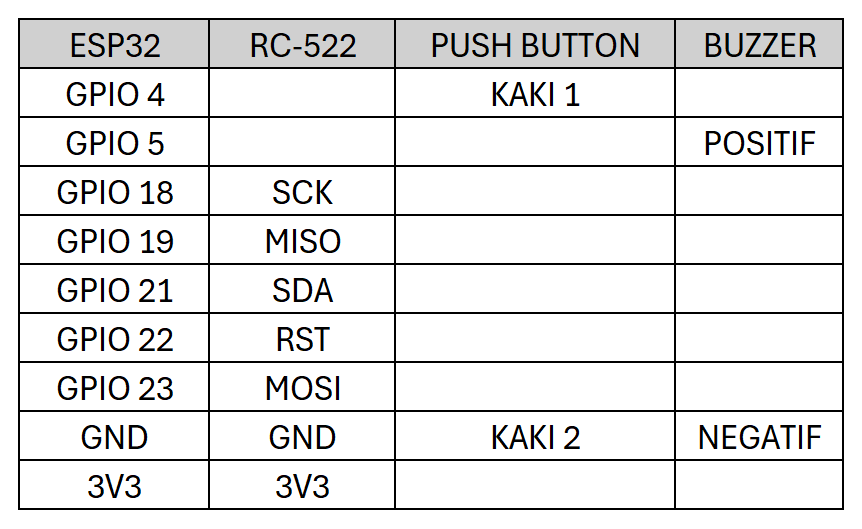 ESP32 RC-522 PUSH BUTTON BUZZER
GPIO 4 KAKI 1
GPIO 5 POSITIF
GPIO 18 SCK
GPIO 19 MISO
GPIO 21 SDA
GPIO 22 RST
GPIO 23 MOSI
GND GND KAKI 2 NEGATIF
3V3 3V3